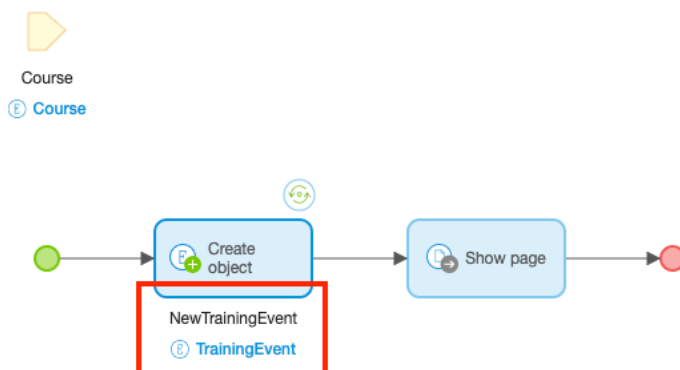 Course
Course
Create
object
Show page
NewTrainingEvent
TrainingEvent